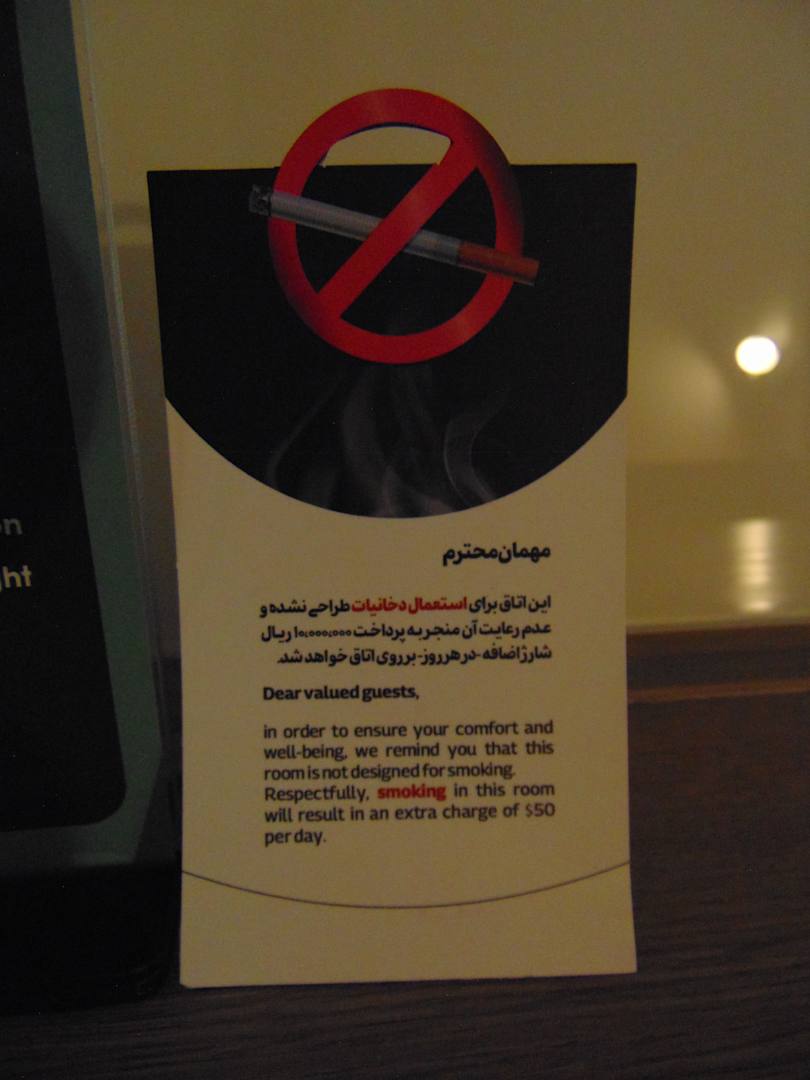 on
ght
مهمان محترم
این اتاق برای استعمال دخانیات طراحی نشده و
عدم رعایت آن منجر به پرداخت ۱۰،۰۰۰،۰۰۰ ریال
شارژ اضافه -در هر روز- بر روی اتاق خواهد شد.
Dear valued guests,
in order to ensure your comfort and
well-being, we remind you that this
room is not designed for smoking.
Respectfully, smoking in this room
will result in an extra charge of $50
per day.